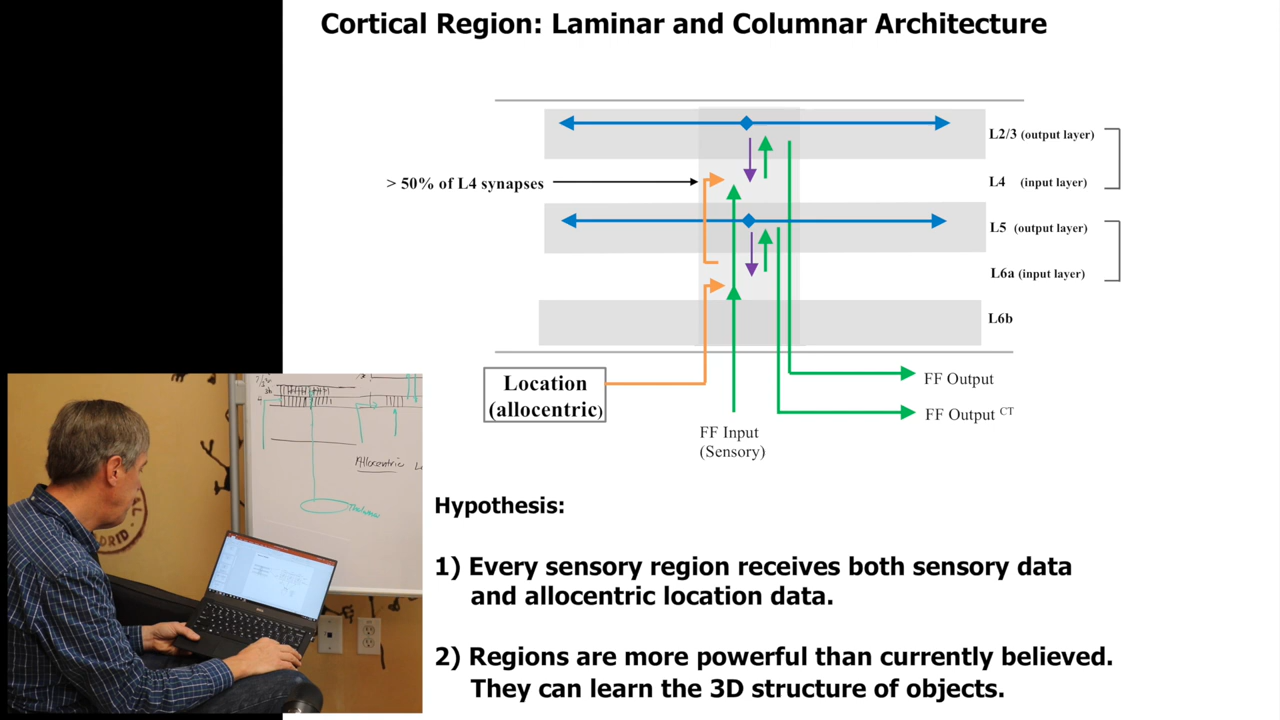 Cortical Region: Laminar and Columnar Architecture
L2/3 (output layer)
> 50% of L4 synapses
L4 (input layer)
L5 (output layer)
L6a (input layer)
L6b
Location
(allocentric)
FF Output
FF Output CT
FF Input
(Sensory)
Allocentric
Hypothesis:
1) Every sensory region receives both sensory data
and allocentric location data.
2) Regions are more powerful than currently believed.
They can learn the 3D structure of objects.